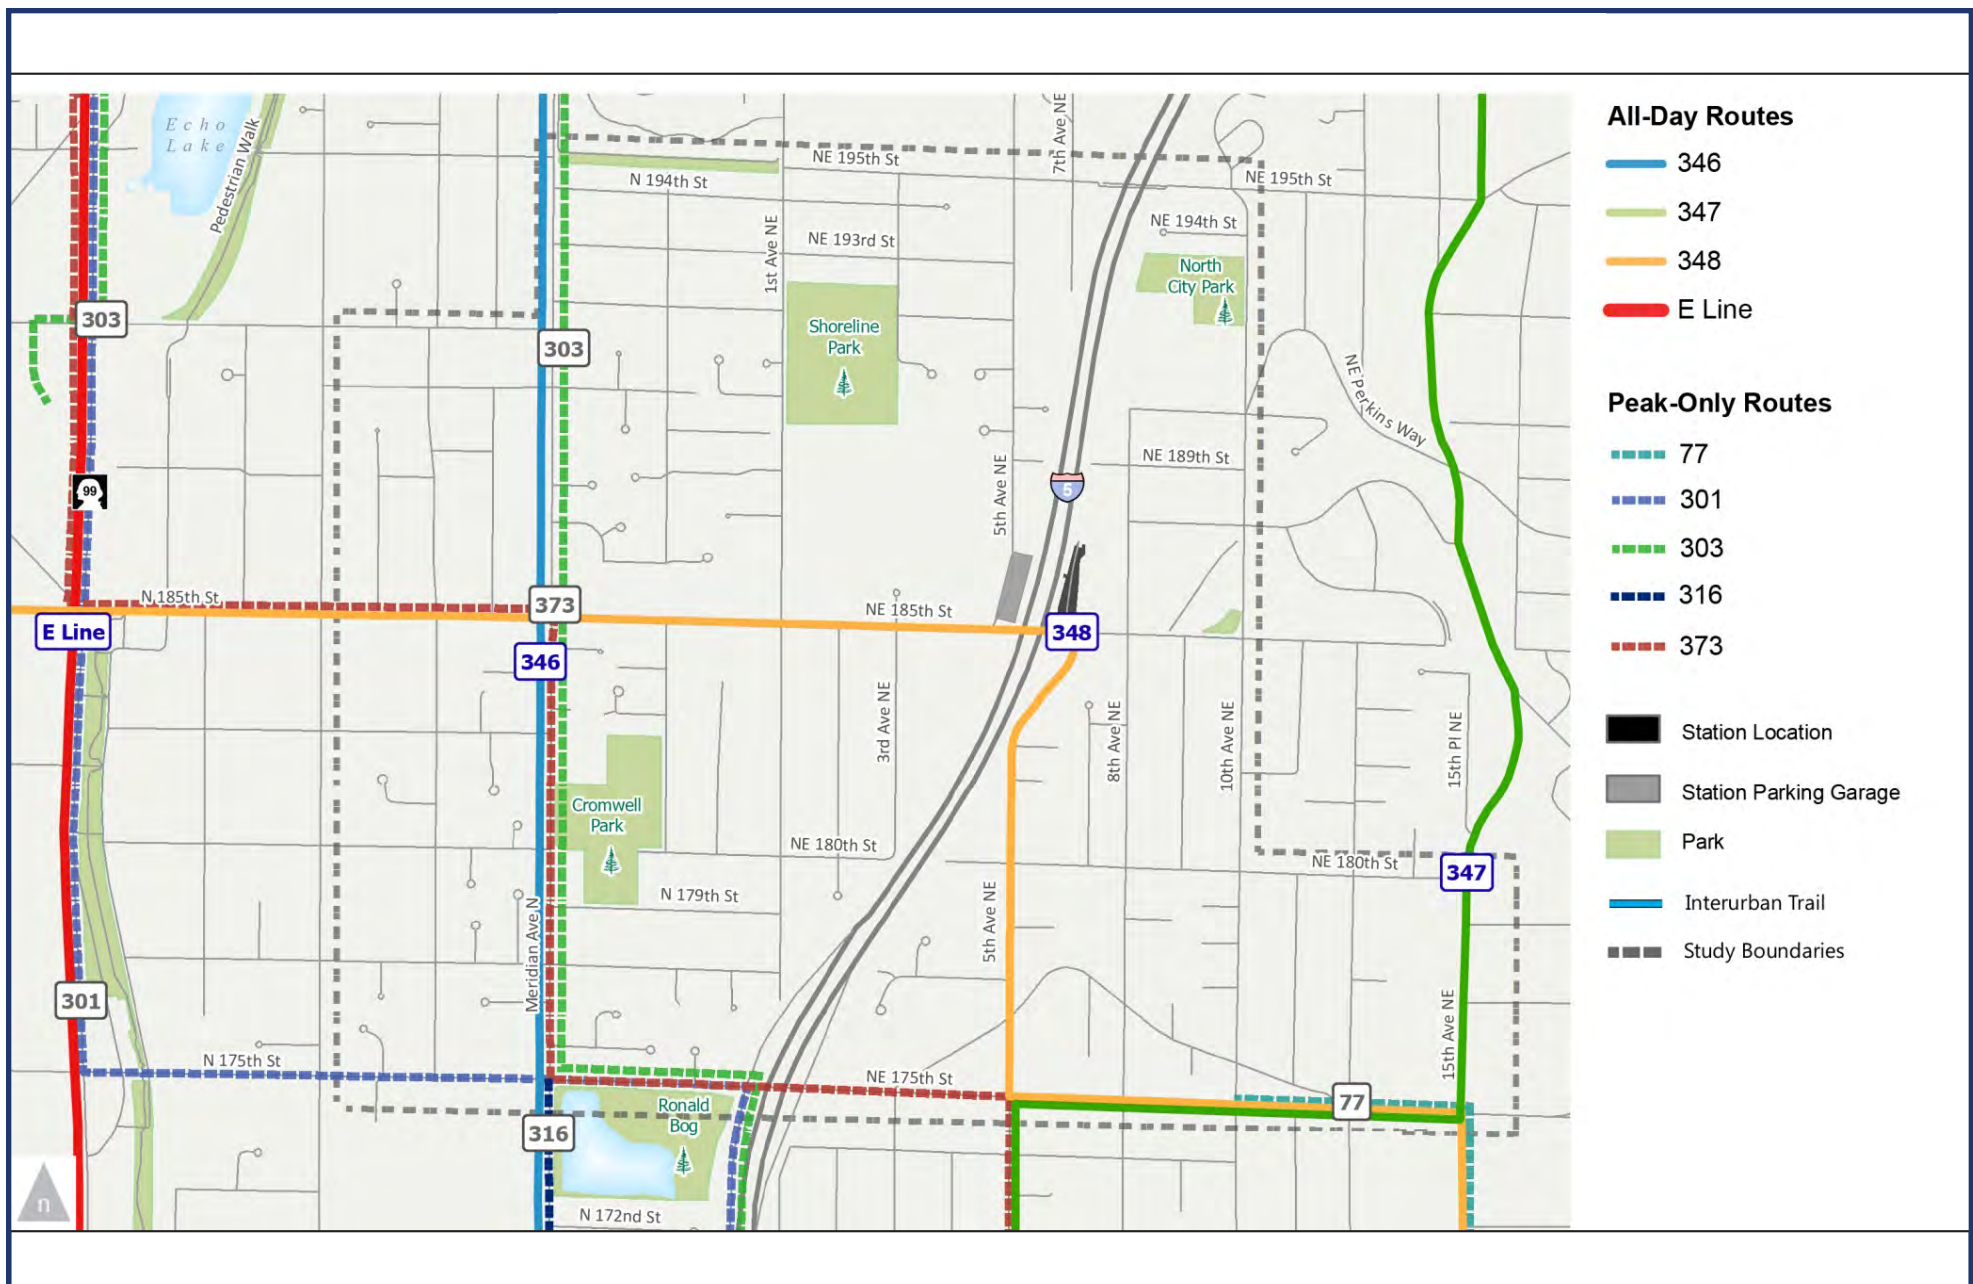 Echo
Lake
Pedestrian Walk
7th Ave NE
NE 195th St
N 194th St
NE 195th St
NE 194th St
1st Ave NE
NE 193rd St
North
City Park
303
303
Shoreline
Park
NE Perkins Way
99
5th Ave NE
NE 189th St
5
N 185th St
373
NE 185th St
E Line
346
348
3rd Ave NE
8th Ave NE
10th Ave NE
15th Pl NE
Cromwell
Park
NE 180th St
NE 180th St
347
N 179th St
Meridian Ave N
5th Ave NE
301
15th Ave NE
N 175th St
NE 175th St
77
Ronald
Bog
316
N 172nd St
n
All-Day Routes
346
347
348
E Line
Peak-Only Routes
77
301
303
316
373
Station Location
Station Parking Garage
Park
Interurban Trail
Study Boundaries